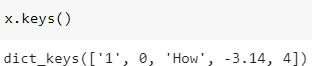 x.keys()
dict_keys(['1', 0, 'How', -3.14, 4])